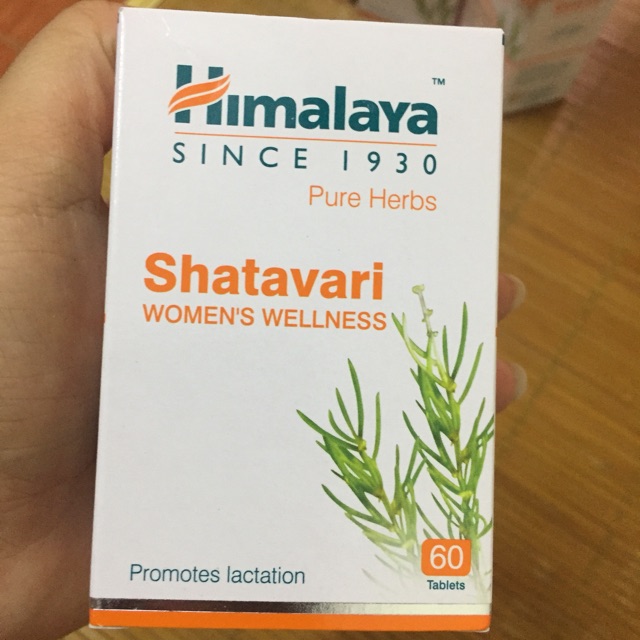 Himalaya™
SINCE 1930
Pure Herbs
Shatavari
WOMEN'S WELLNESS
60
Tablets
Promotes lactation